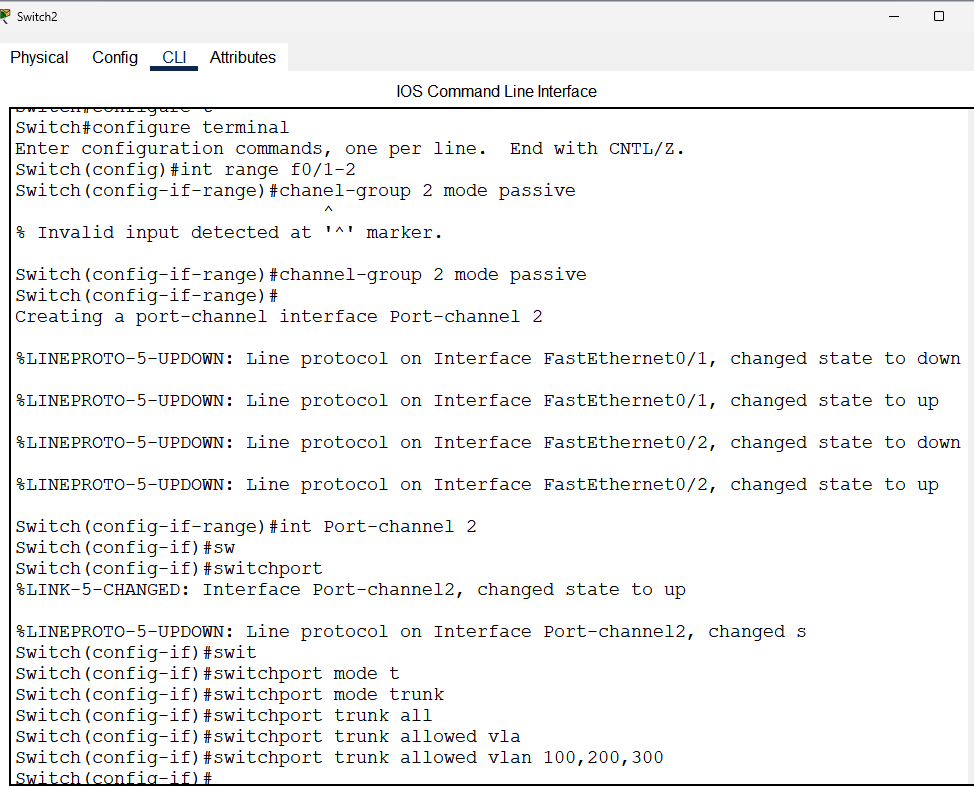 Switch2
Physical Config CLI Attributes
IOS Command Line Interface
Switch#configure t
Switch#configure terminal
Enter configuration commands, one per line.  End with CNTL/Z.
Switch(config)#int range f0/1-2
Switch(config-if-range)#chanel-group 2 mode passive
^
% Invalid input detected at '^' marker.
Switch(config-if-range)#channel-group 2 mode passive
Switch(config-if-range)#
Creating a port-channel interface Port-channel 2
%LINEPROTO-5-UPDOWN: Line protocol on Interface FastEthernet0/1, changed state to down
%LINEPROTO-5-UPDOWN: Line protocol on Interface FastEthernet0/1, changed state to up
%LINEPROTO-5-UPDOWN: Line protocol on Interface FastEthernet0/2, changed state to down
%LINEPROTO-5-UPDOWN: Line protocol on Interface FastEthernet0/2, changed state to up
Switch(config-if-range)#int Port-channel 2
Switch(config-if)#sw
Switch(config-if)#switchport
%LINK-5-CHANGED: Interface Port-channel2, changed state to up
%LINEPROTO-5-UPDOWN: Line protocol on Interface Port-channel2, changed s
Switch(config-if)#swit
Switch(config-if)#switchport mode t
Switch(config-if)#switchport mode trunk
Switch(config-if)#switchport trunk all
Switch(config-if)#switchport trunk allowed vla
Switch(config-if)#switchport trunk allowed vlan 100,200,300
Switch(config-if)#